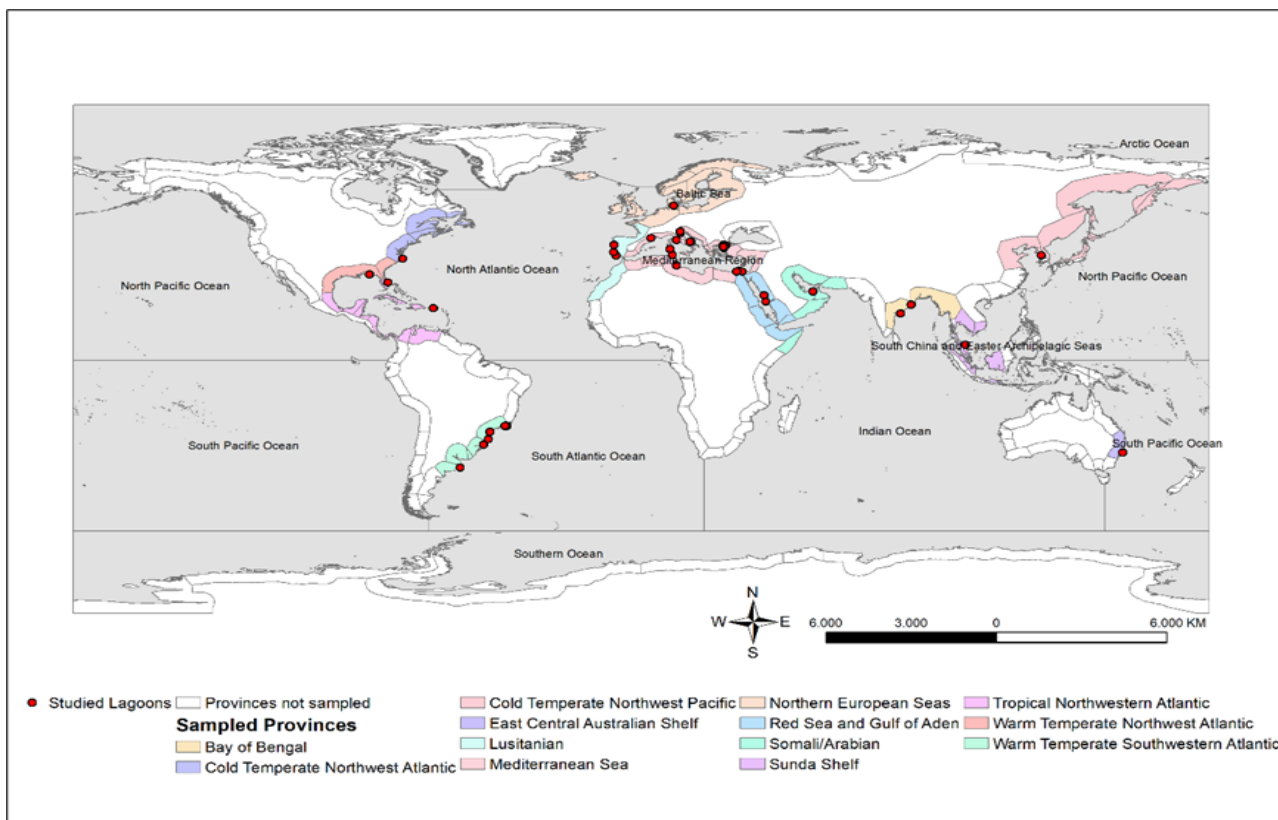 Arctic Ocean
Baltic Sea
North Atlantic Ocean
Mediterranean Region
North Pacific Ocean
North Pacific Ocean
South China and Easter Archipelagic Seas
Indian Ocean
South Pacific Ocean
South Pacific Ocean
South Atlantic Ocean
Southern Ocean
N
W E
S
6.000 3.000 0 6.000 KM
Studied Lagoons
Provinces not sampled
Sampled Provinces
Bay of Bengal
Cold Temperate Northwest Atlantic
Cold Temperate Northwest Pacific
East Central Australian Shelf
Lusitanian
Mediterranean Sea
Northern European Seas
Red Sea and Gulf of Aden
Somali/Arabian
Sunda Shelf
Tropical Northwestern Atlantic
Warm Temperate Northwest Atlantic
Warm Temperate Southwestern Atlantic